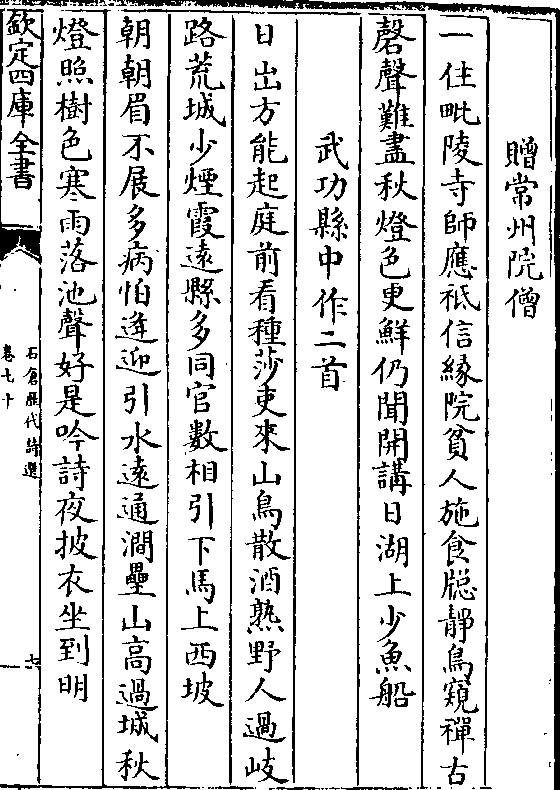 贈常州院僧
一住毗陵寺師應祇信緣院貧人施食牕靜鳥窺禪古
磬聲難盡秋燈色更鮮仍聞開講日湖上少魚船
武功縣中作二首
日出方能起庭前看種莎吏來山鳥散酒熟野人過岐
路荒城少煙霞遠縣多同官數相引下馬上西坡
朝朝眉不展多病怕逢迎引水遠通澗壘山高過城秋
燈照樹色寒雨落池聲好是吟詩夜披衣坐到明
欽定四庫全書
石倉歷代詩選
卷七十